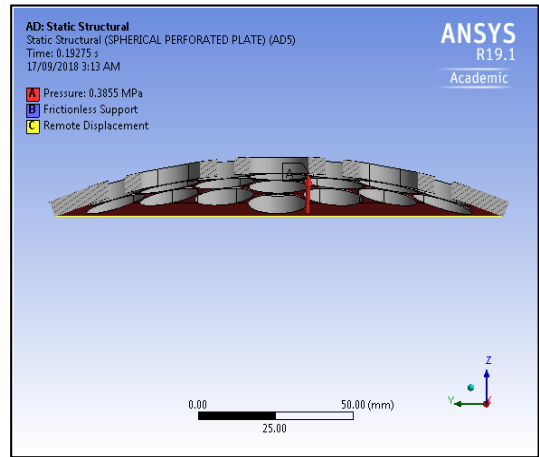 AD: Static Structural
Static Structural (SPHERICAL PERFORATED PLATE) (AD5)
Time: 0.19275 s
17/09/2018 3:13 AM
A Pressure: 0.3855 MPa
B Frictionless Support
C Remote Displacement
ANSYS
R19.1
Academic
A
Z
Y X
0.00 50.00 (mm)
25.00